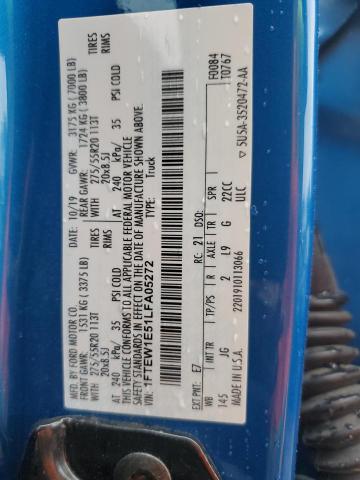 MFD. BY FORD MOTOR CO. 10/19 GVWR: 3175 KG ( 7000 LB)
FRONT GAWR: 1531 KG ( 3375 LB) REAR GAWR: 1724 KG ( 3800 LB)
275/55R20 113T WITH 275/55R20 113T TIRES
20x8.5J 20x8.5J RIMS
AT 240 kPa/ 35 PSI COLD AT 240 kPa/ 35 PSI COLD
THIS VEHICLE CONFORMS TO ALL APPLICABLE FEDERAL MOTOR VEHICLE
SAFETY STANDARDS IN EFFECT ON THE DATE OF MANUFACTURE SHOWN ABOVE.
VIN: 1FTEW1E51LFA05272 TYPE: Truck
F0084
T0767
EXT PNT: E7 RC: 21 DSO:
WB INT TR TP/PS R AXLE TR SPR
145 JG 2 L9 G 22CC
MADE IN U.S.A. 22019100113066 ULC
5U5A-3520472-AA